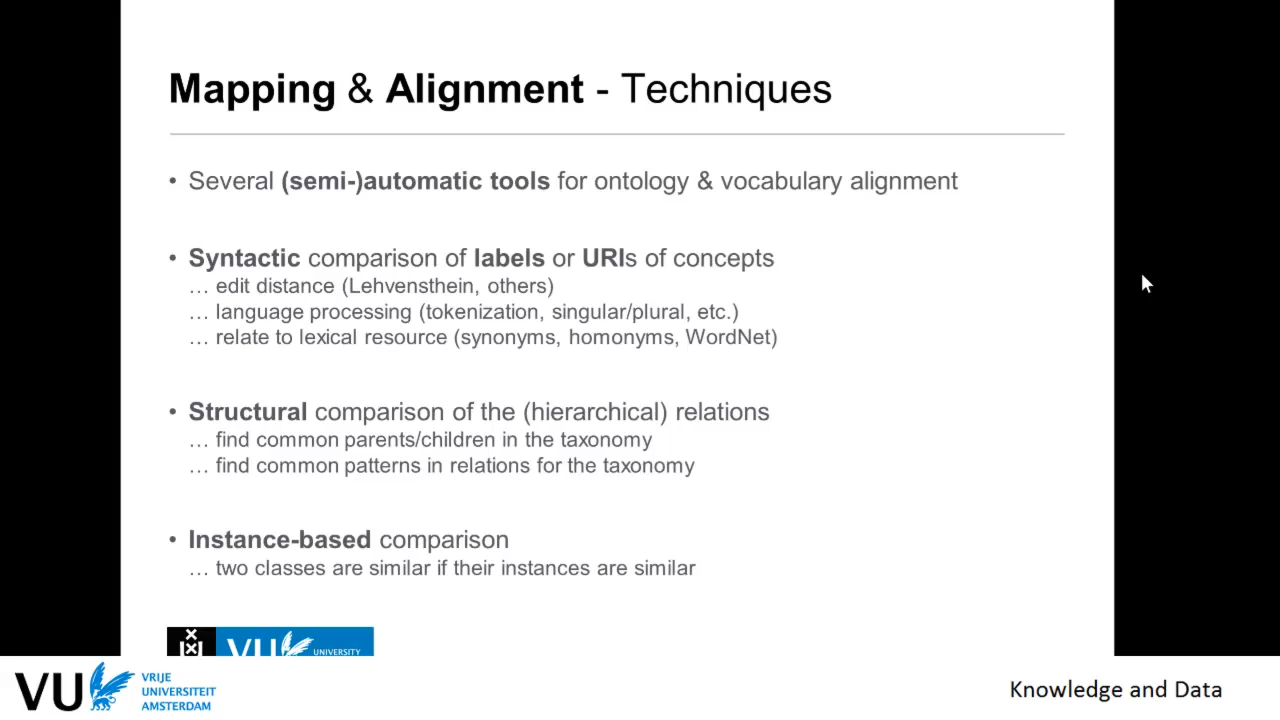 Mapping & Alignment - Techniques
• Several (semi-)automatic tools for ontology & vocabulary alignment
• Syntactic comparison of labels or URIs of concepts
… edit distance (Lehvensthein, others)
… language processing (tokenization, singular/plural, etc.)
… relate to lexical resource (synonyms, homonyms, WordNet)
• Structural comparison of the (hierarchical) relations
… find common parents/children in the taxonomy
… find common patterns in relations for the taxonomy
• Instance-based comparison
… two classes are similar if their instances are similar
VU UNIVERSITY
VU VRIJE
UNIVERSITEIT
AMSTERDAM
Knowledge and Data